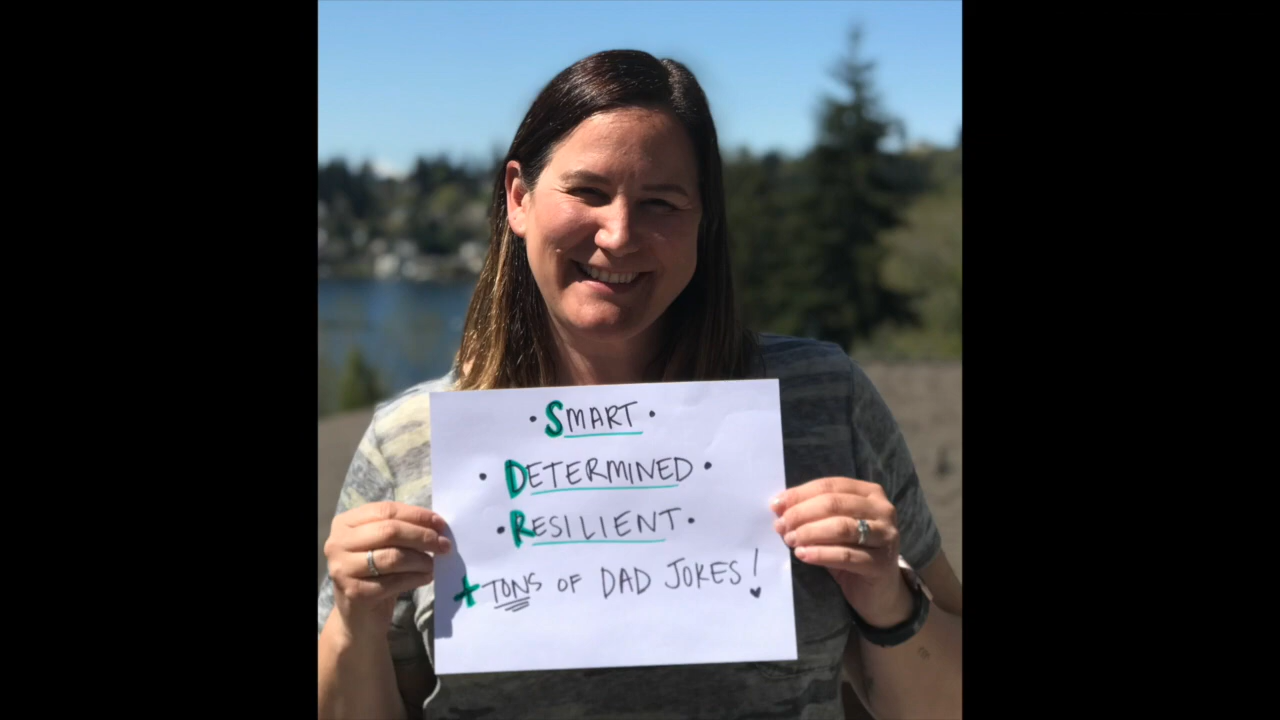 • SMART •
• DETERMINED •
• RESILIENT •
+ TONS OF DAD JOKES!